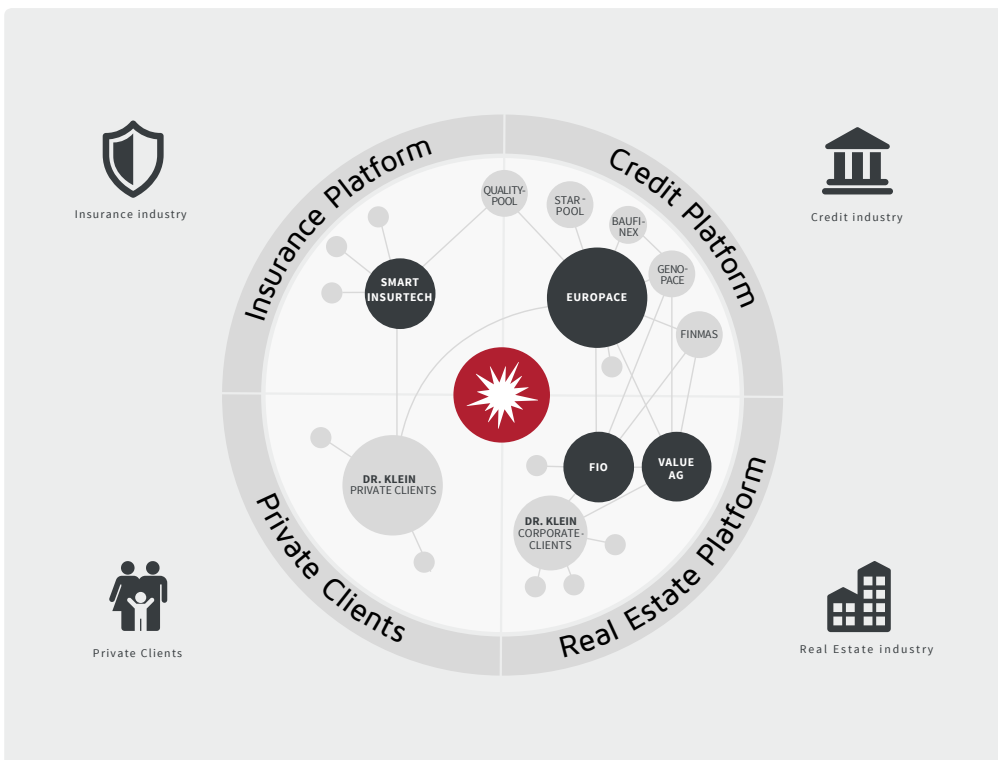 Insurance Platform
Credit Platform
Insurance industry
Credit industry
QUALITY-
POOL
STAR-
POOL
BAUFI-
NEX
GENO-
PACE
SMART
INSURTECH
EUROPACE
FINMAS
DR. KLEIN
PRIVATE CLIENTS
FIO
VALUE
AG
DR. KLEIN
CORPORATE-
CLIENTS
Private Clients
Real Estate Platform
Private Clients
Real Estate industry